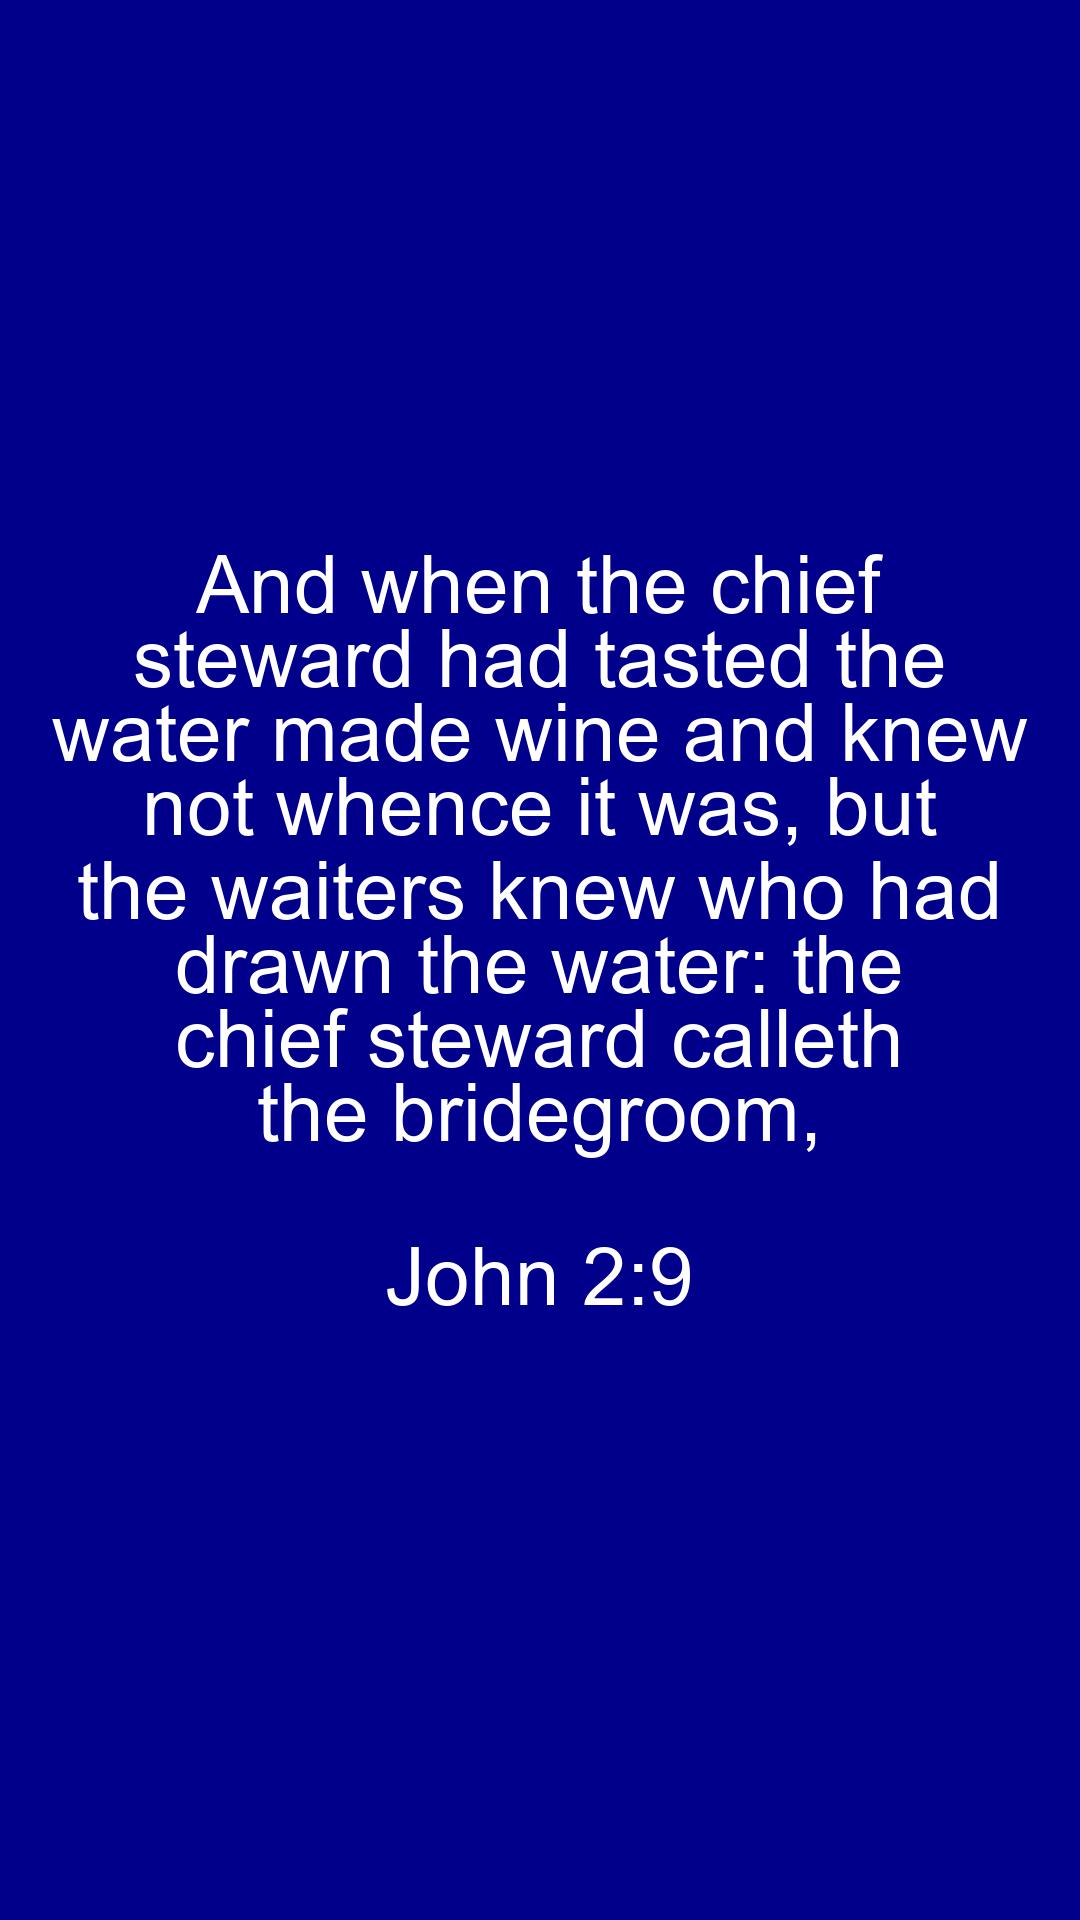 And when the chief
steward had tasted the
water made wine and knew
not whence it was, but
the waiters knew who had
drawn the water: the
chief steward calleth
the bridegroom,
John 2:9